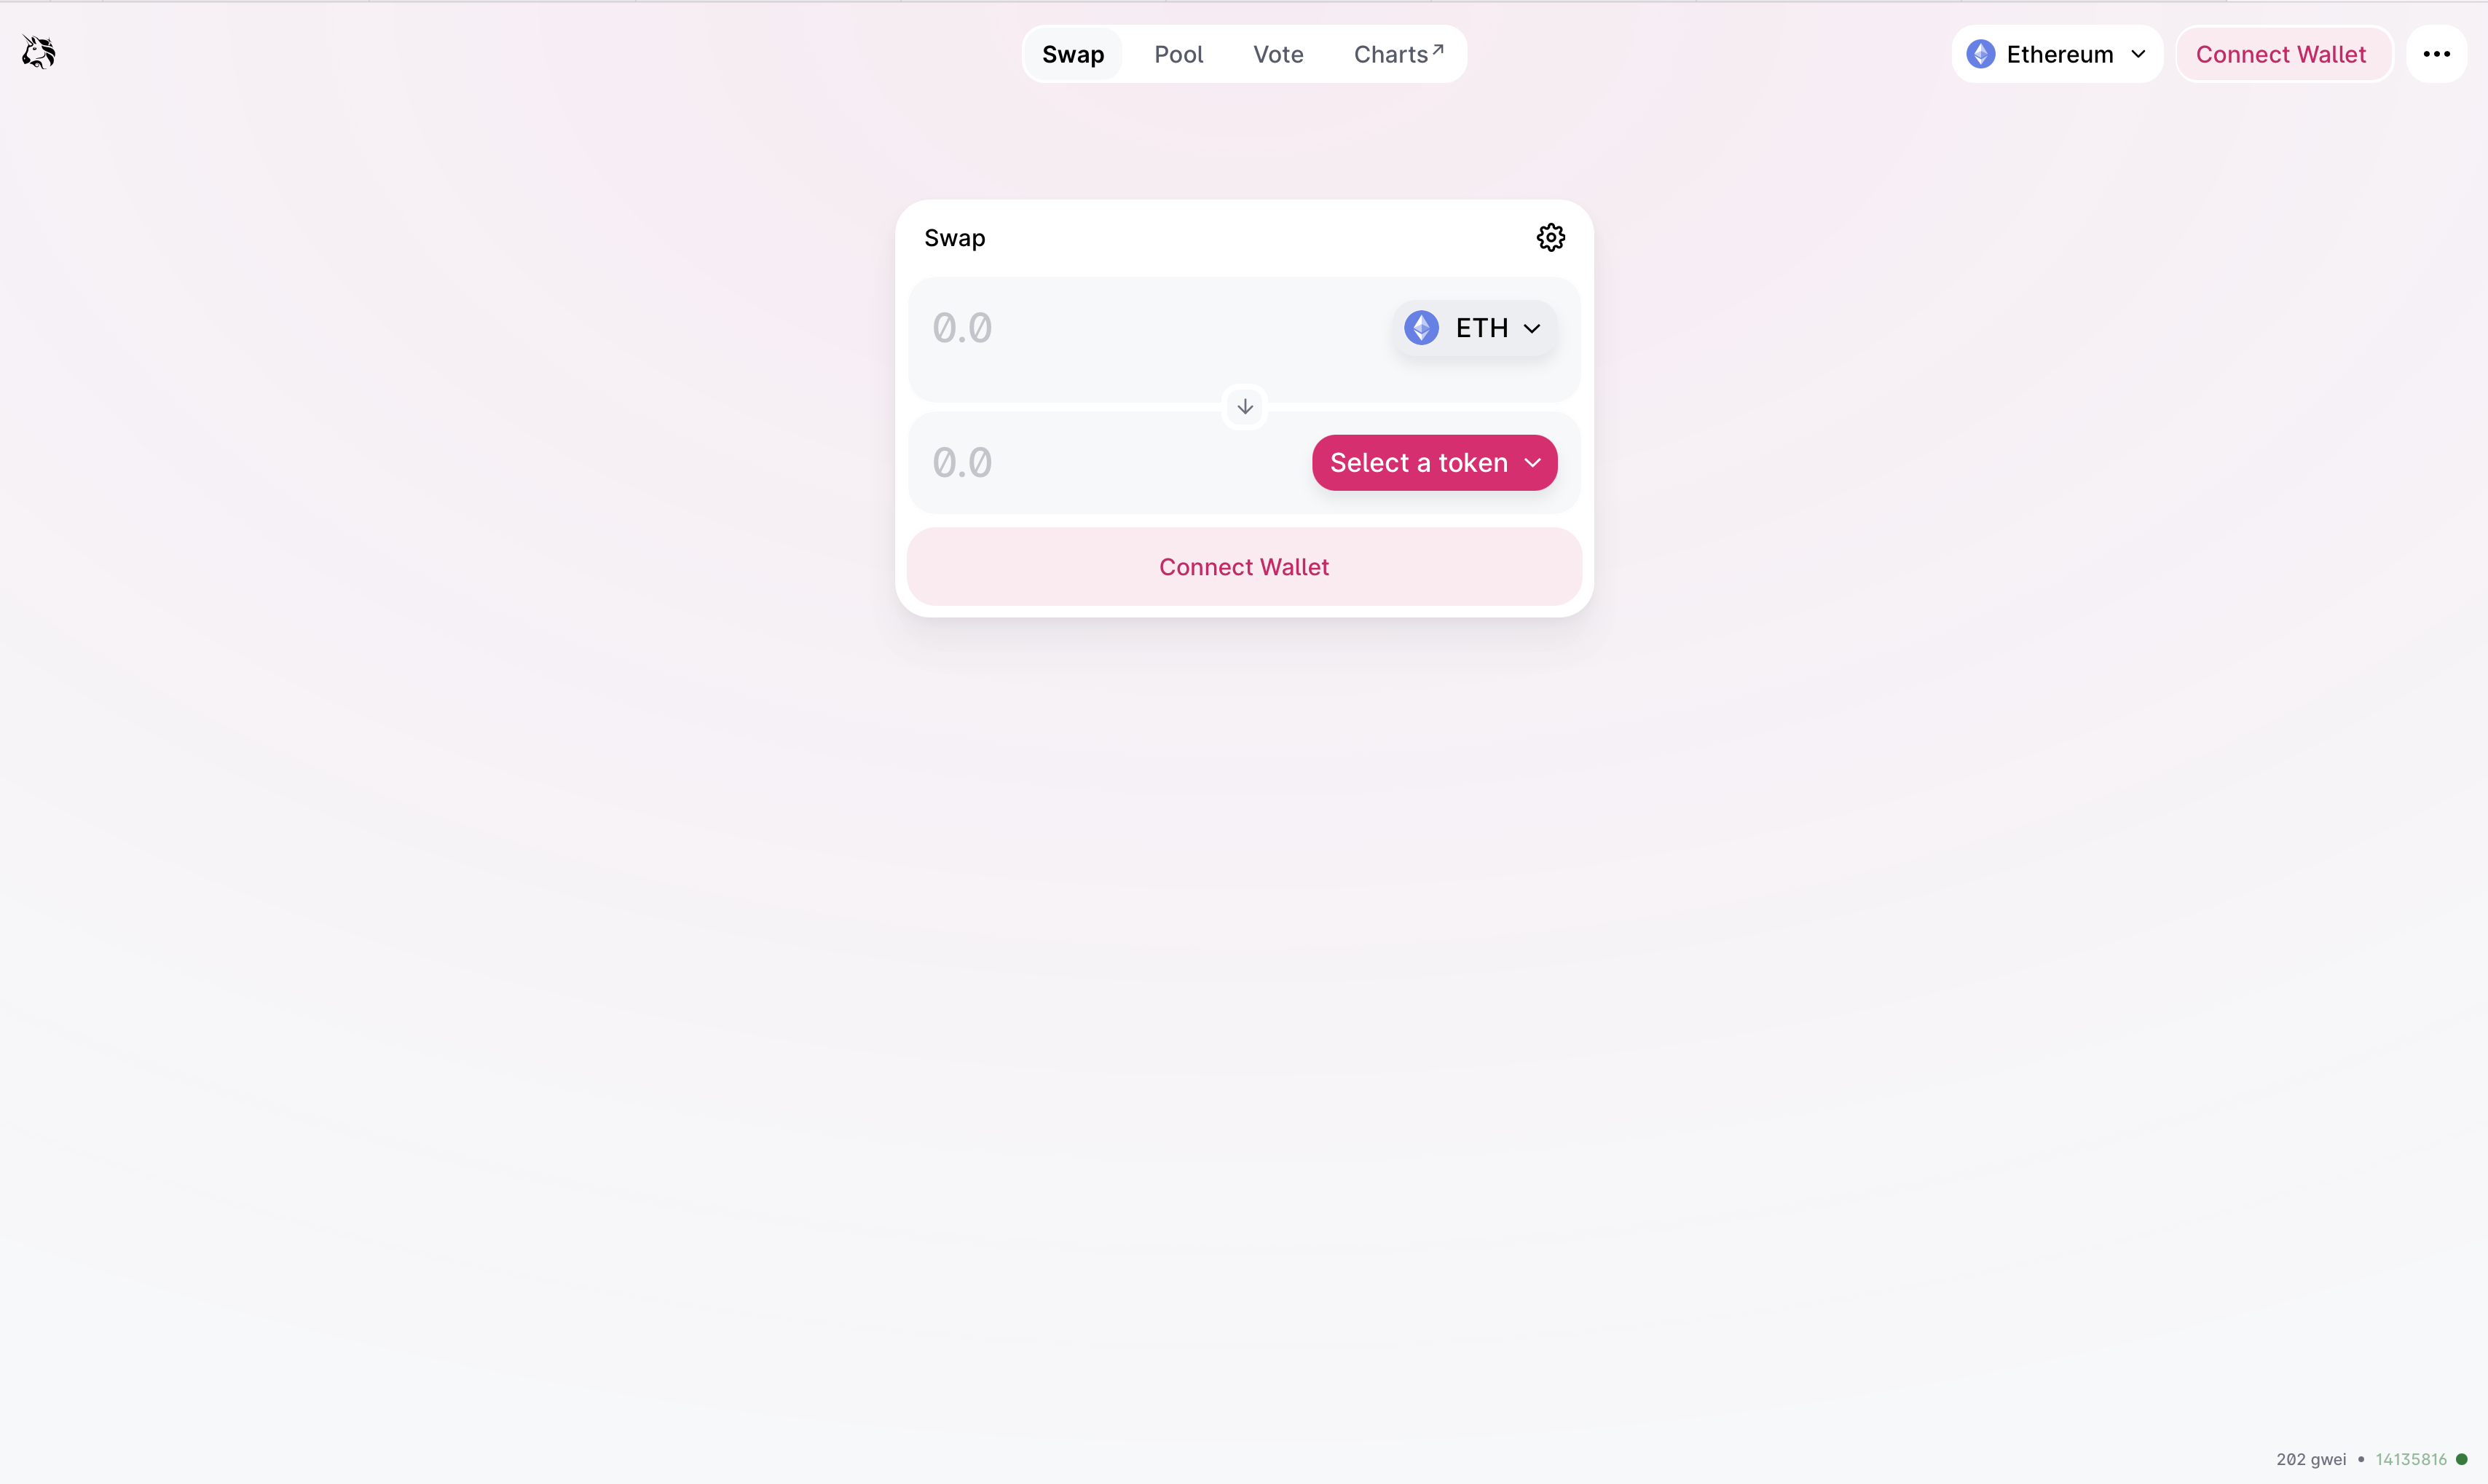 Swap Pool Vote Charts↗ Ethereum Connect Wallet
Swap
0.0 ETH
0.0 Select a token
Connect Wallet
202 gwei • 14135816